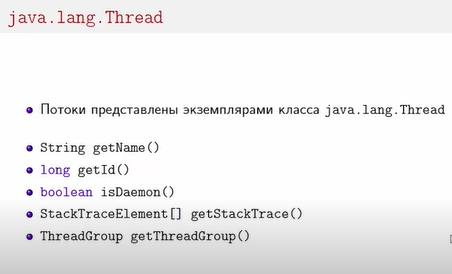 java.lang.Thread
Потоки представлены экземплярами класса java.lang.Thread
String getName()
long getId()
boolean isDaemon()
StackTraceElement[] getStackTrace()
ThreadGroup getThreadGroup()